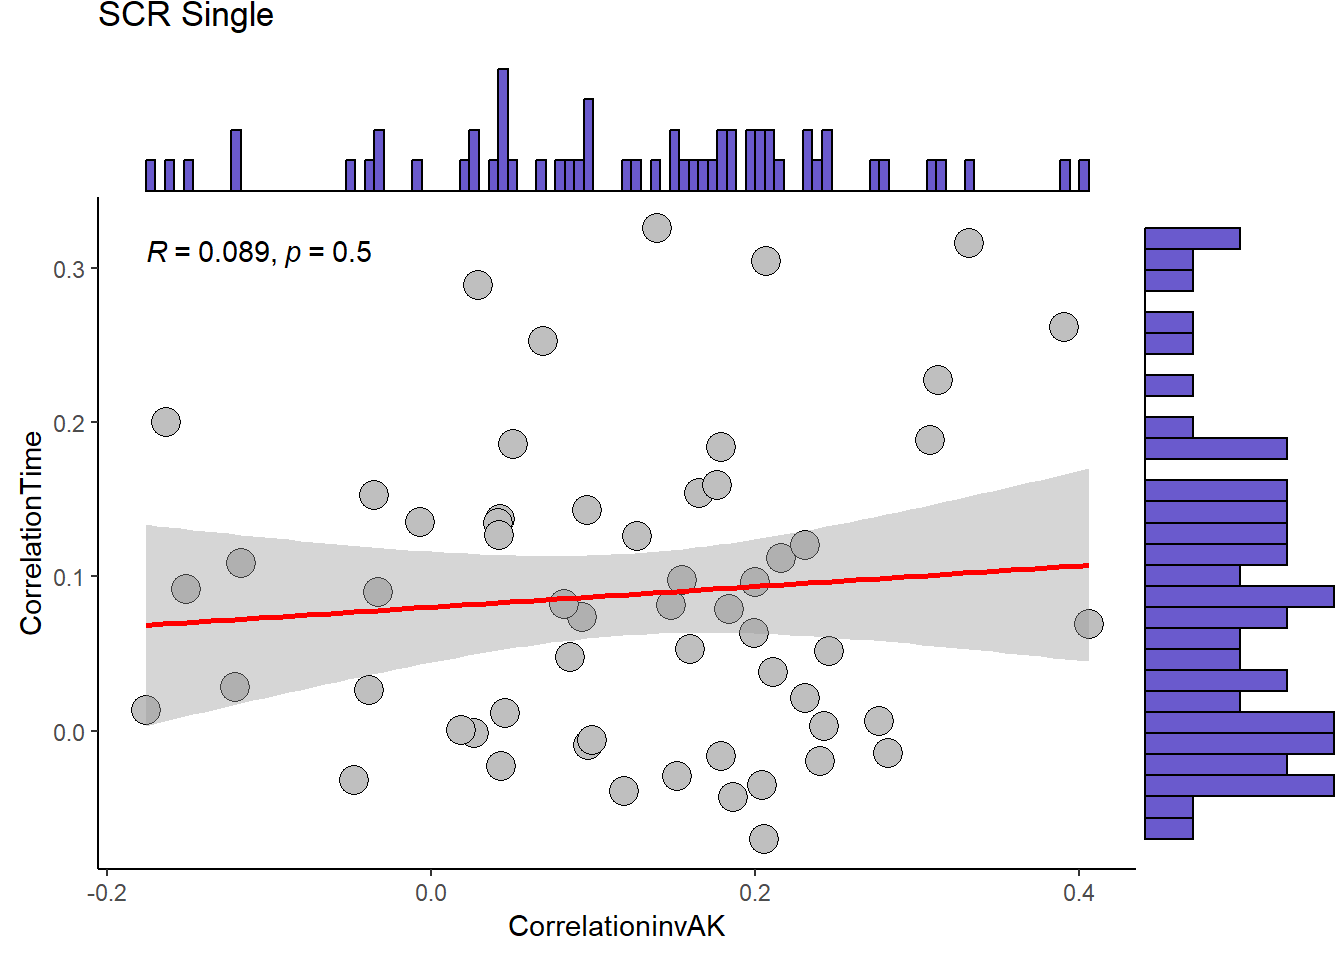 SCR Single
R = 0.089, p = 0.5
0.3
0.2
0.1
0.0
CorrelationTime
-0.2
0.0
0.2
0.4
CorrelationinvAK